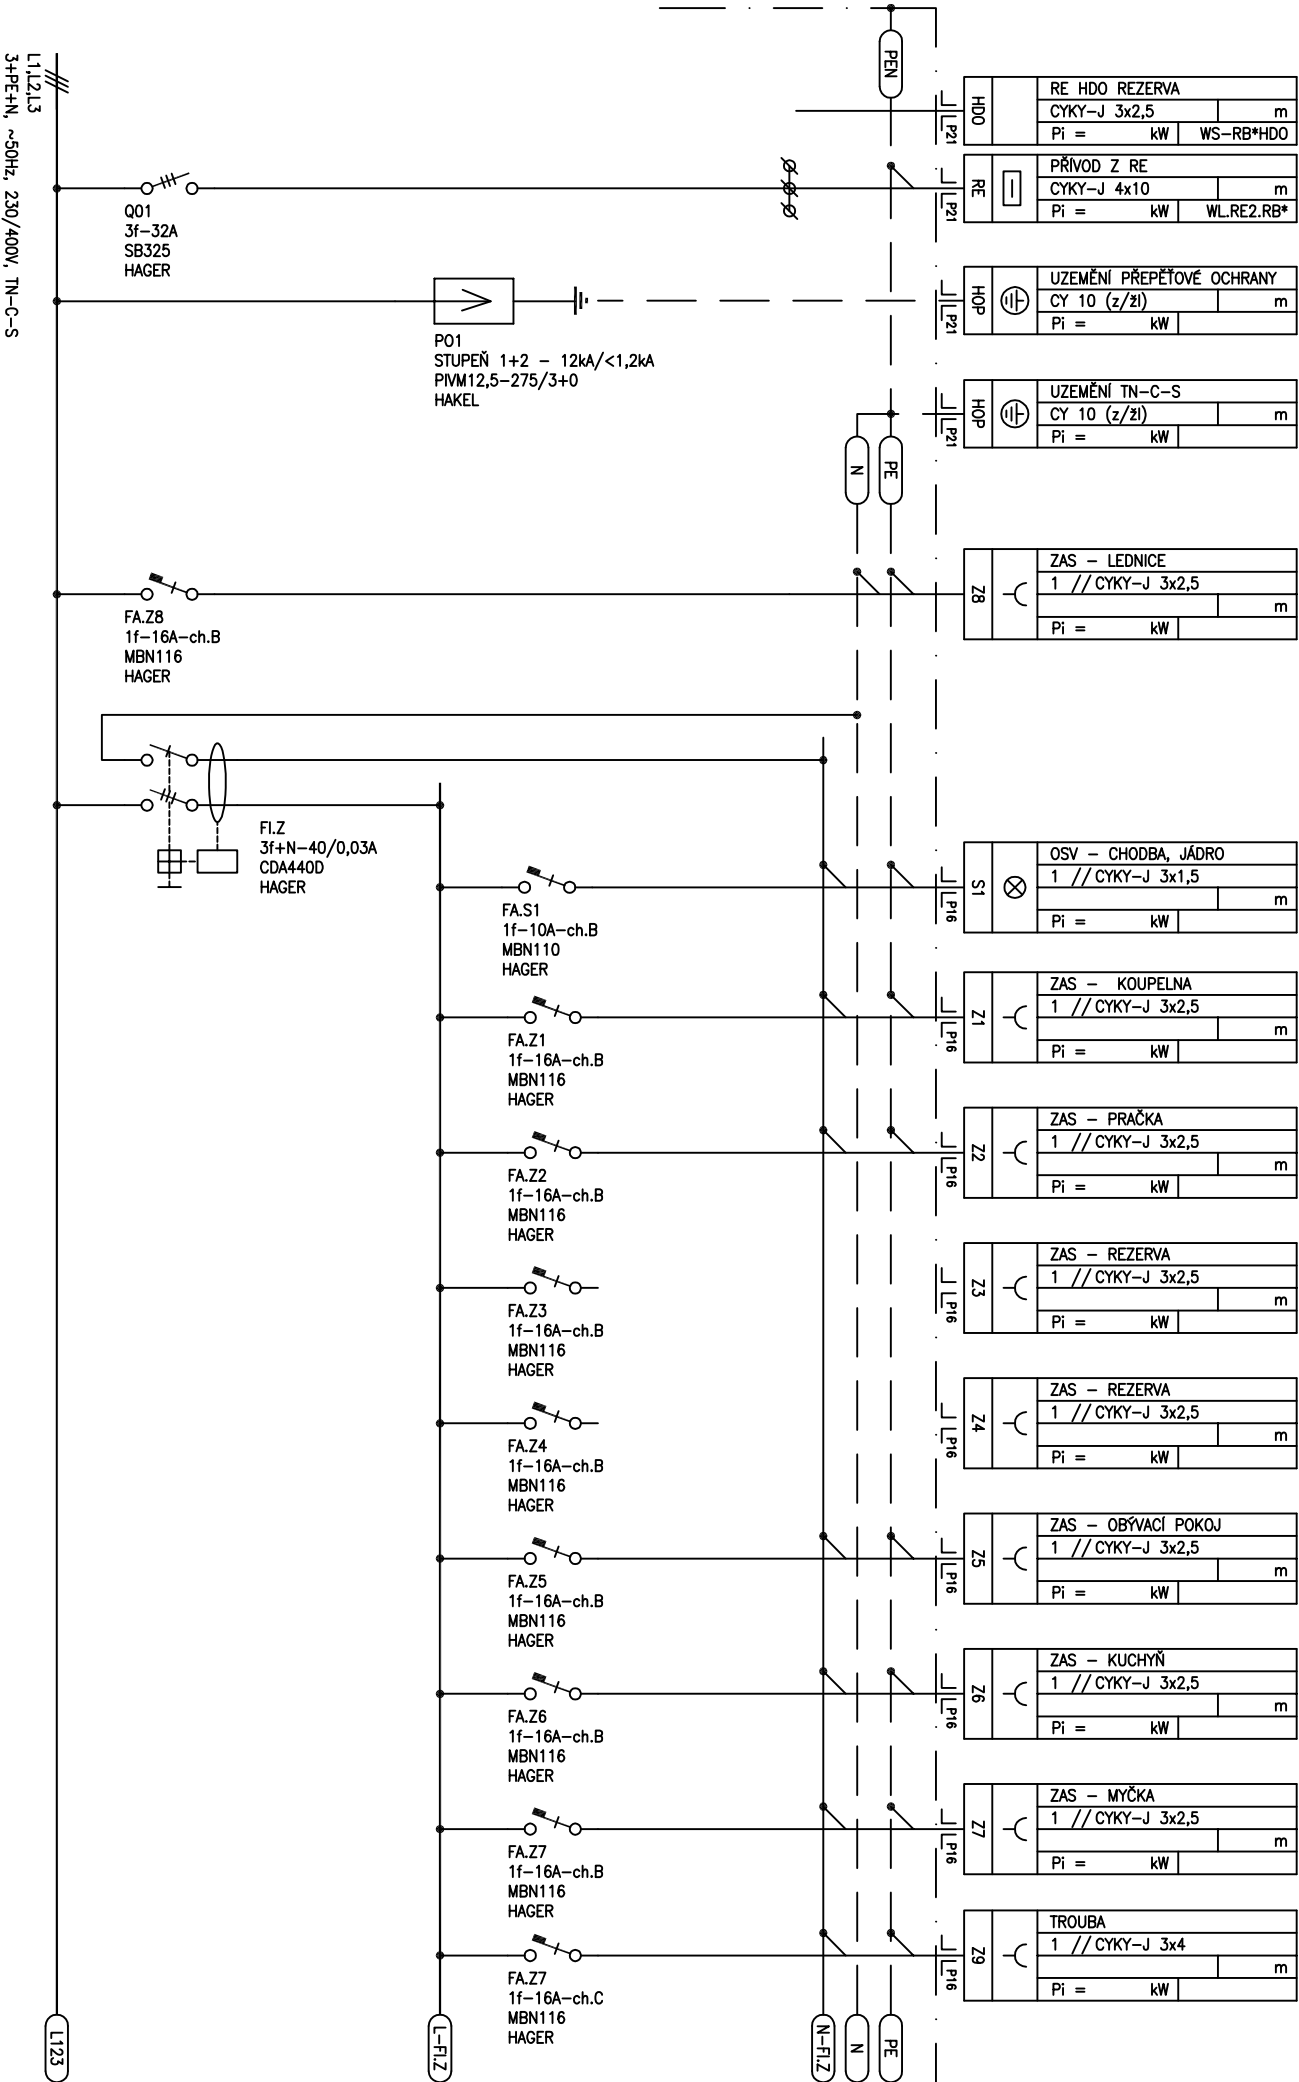 L1,L2,L3
3+PE+N, ~50Hz, 230/400V, TN-C-S
PEN
P21
HDO
RE HDO REZERVA
CYKY-J 3x2,5 m
Pi = kW WS-RB*HDO
Q01
3f-32A
SB325
HAGER
P21
RE
PŘÍVOD Z RE
CYKY-J 4x10 m
Pi = kW WL.RE2.RB*
PO1
STUPEŇ 1+2 - 12kA/<1,2kA
PIVM12,5-275/3+0
HAKEL
P21
HOP
UZEMĚNÍ PŘEPĚŤOVÉ OCHRANY
CY 10 (z/žl) m
Pi = kW
P21
HOP
UZEMĚNÍ TN-C-S
CY 10 (z/žl) m
Pi = kW
N
PE
FA.Z8
1f-16A-ch.B
MBN116
HAGER
Z8
ZAS - LEDNICE
1 // CYKY-J 3x2,5
m
Pi = kW
FI.Z
3f+N-40/0,03A
CDA440D
HAGER
FA.S1
1f-10A-ch.B
MBN110
HAGER
P16
S1
OSV - CHODBA, JÁDRO
1 // CYKY-J 3x1,5
m
Pi = kW
FA.Z1
1f-16A-ch.B
MBN116
HAGER
P16
Z1
ZAS - KOUPELNA
1 // CYKY-J 3x2,5
m
Pi = kW
FA.Z2
1f-16A-ch.B
MBN116
HAGER
P16
Z2
ZAS - PRAČKA
1 // CYKY-J 3x2,5
m
Pi = kW
FA.Z3
1f-16A-ch.B
MBN116
HAGER
P16
Z3
ZAS - REZERVA
1 // CYKY-J 3x2,5
m
Pi = kW
FA.Z4
1f-16A-ch.B
MBN116
HAGER
P16
Z4
ZAS - REZERVA
1 // CYKY-J 3x2,5
m
Pi = kW
FA.Z5
1f-16A-ch.B
MBN116
HAGER
P16
Z5
ZAS - OBÝVACÍ POKOJ
1 // CYKY-J 3x2,5
m
Pi = kW
FA.Z6
1f-16A-ch.B
MBN116
HAGER
P16
Z6
ZAS - KUCHYŇ
1 // CYKY-J 3x2,5
m
Pi = kW
FA.Z7
1f-16A-ch.B
MBN116
HAGER
P16
Z7
ZAS - MYČKA
1 // CYKY-J 3x2,5
m
Pi = kW
FA.Z7
1f-16A-ch.C
MBN116
HAGER
P16
Z9
TROUBA
1 // CYKY-J 3x4
m
Pi = kW
L123
L-FI.Z
N-FI.Z
N
PE